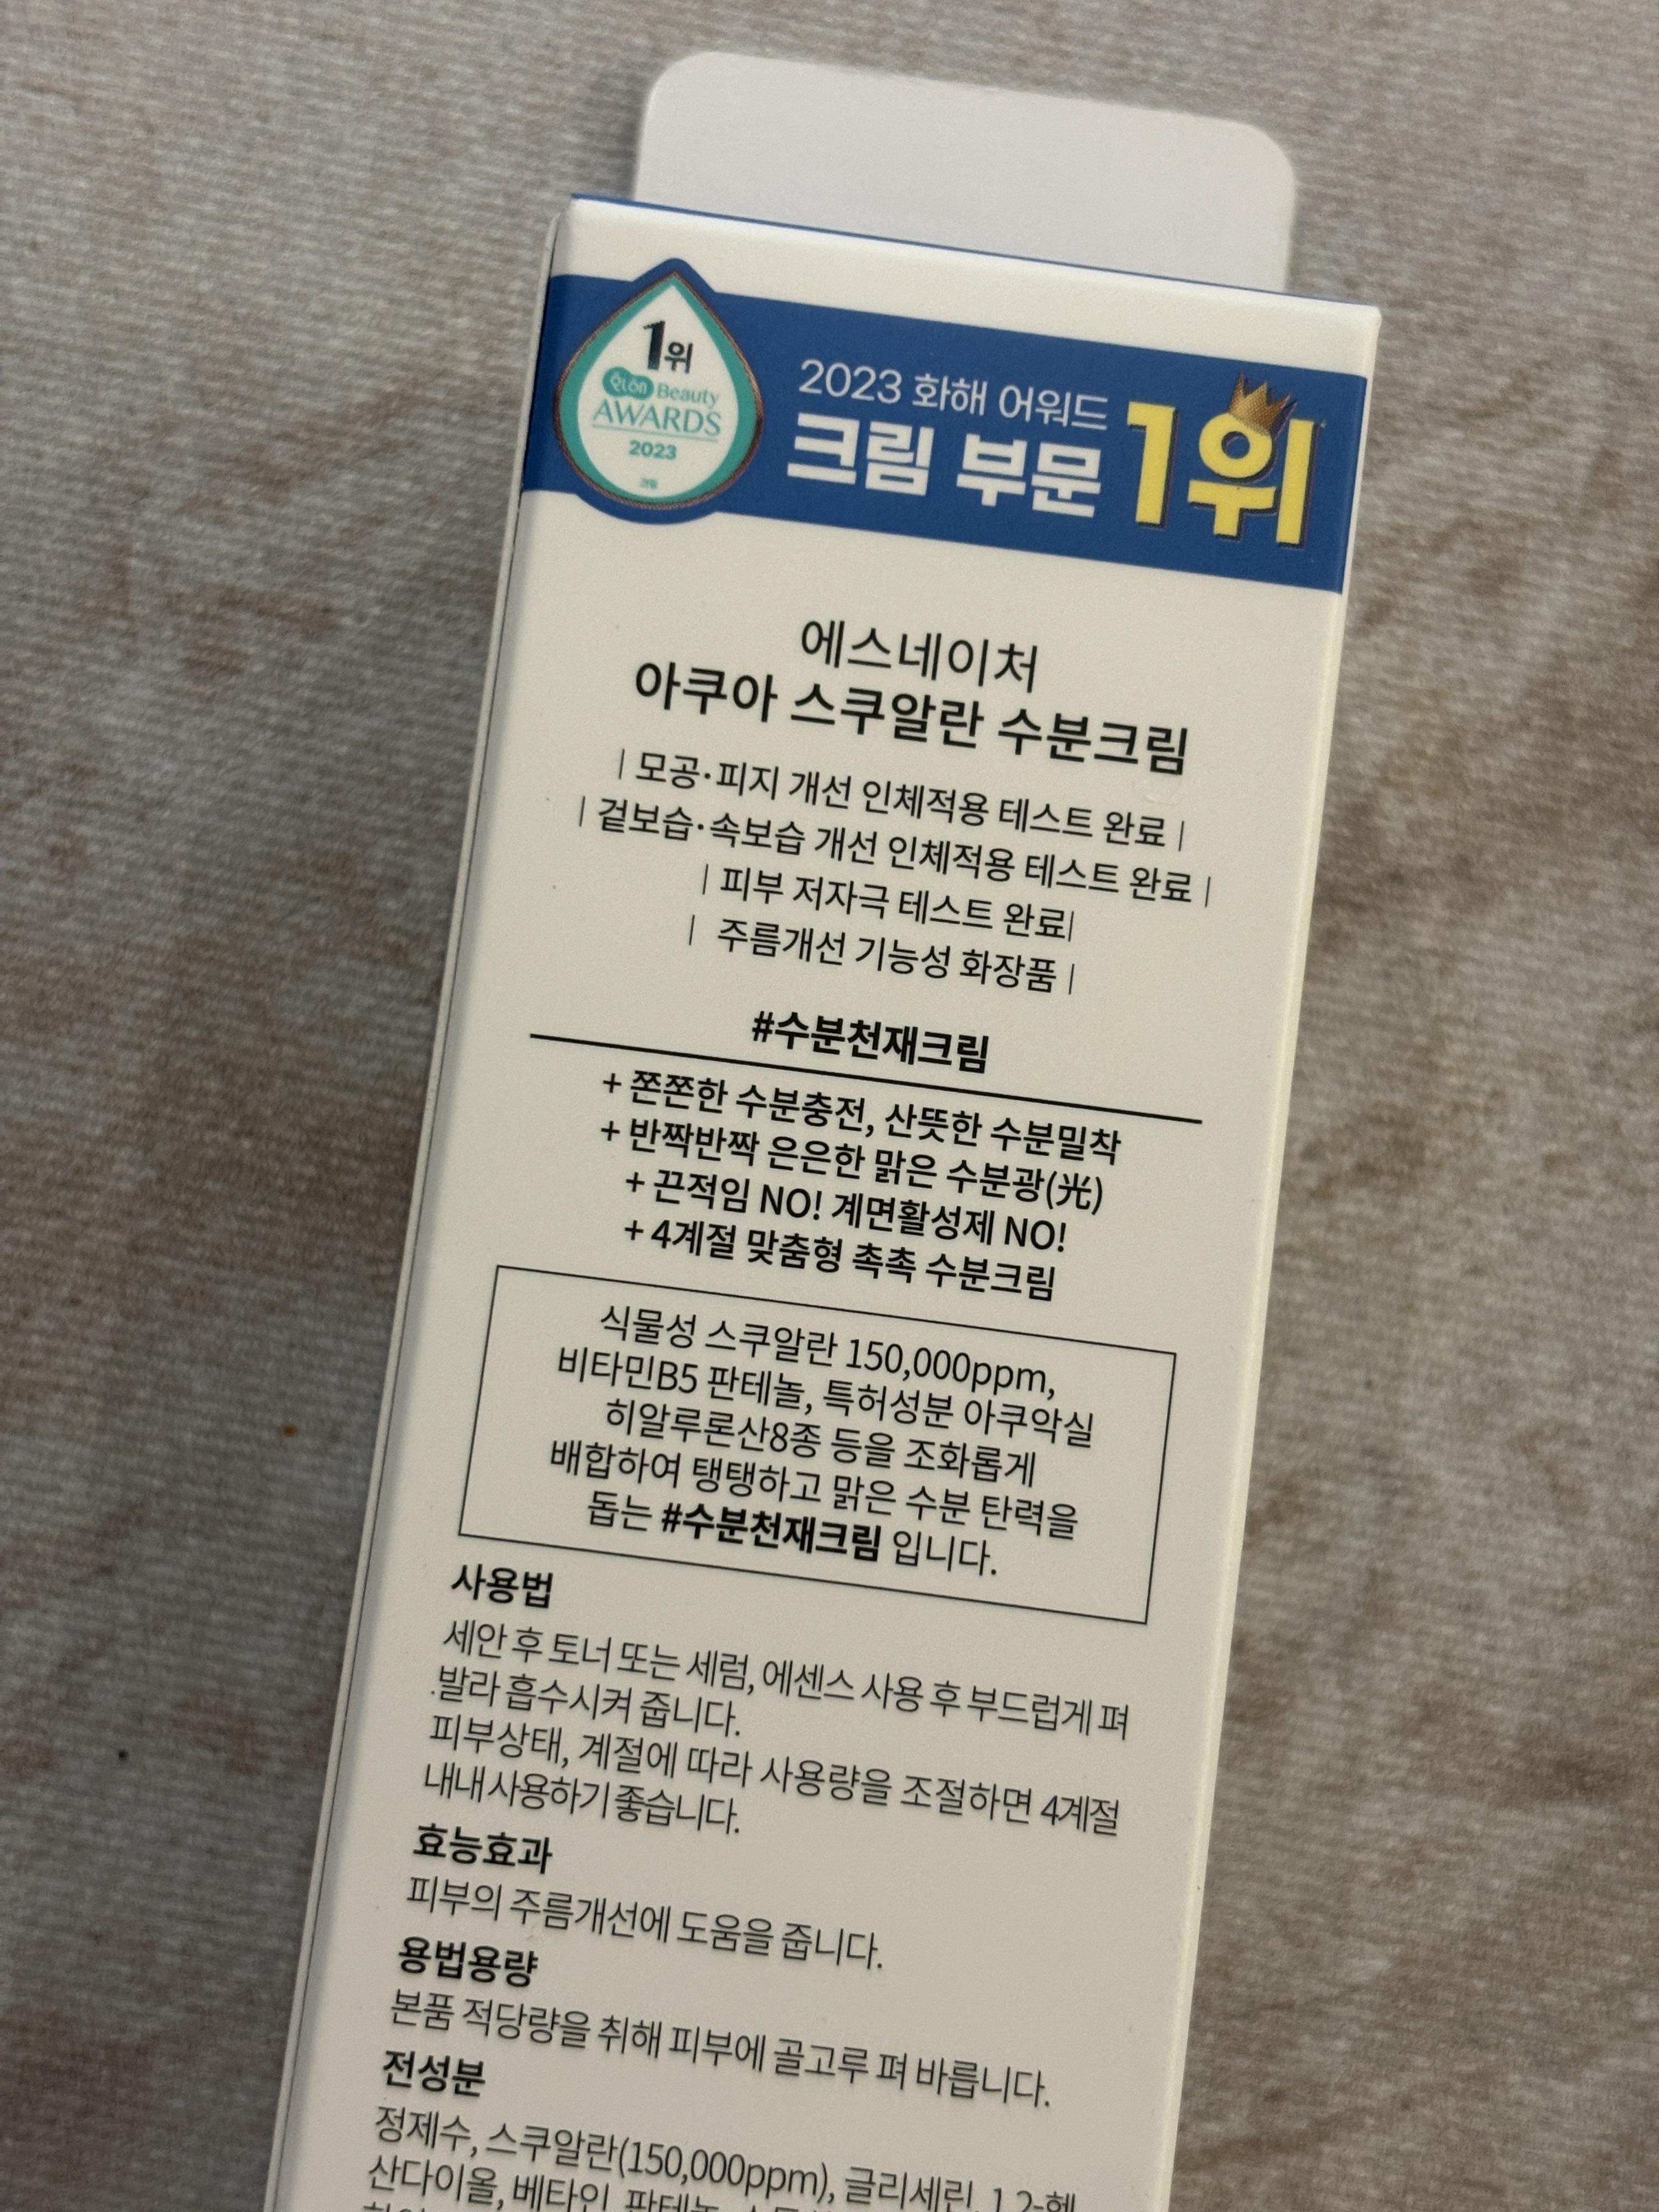 1위
화해 Beauty
AWARDS
2023
크림
2023 화해 어워드
크림 부문 1위
에스네이처
아쿠아 스쿠알란 수분크림
| 모공·피지 개선 인체적용 테스트 완료 |
| 겉보습·속보습 개선 인체적용 테스트 완료 |
| 피부 저자극 테스트 완료|
| 주름개선 기능성 화장품 |
#수분천재크림
+ 쫀쫀한 수분충전, 산뜻한 수분밀착
+ 반짝반짝 은은한 맑은 수분광(光)
+ 끈적임 NO! 계면활성제 NO!
+ 4계절 맞춤형 촉촉 수분크림
식물성 스쿠알란 150,000ppm,
비타민B5 판테놀, 특허성분 아쿠악실
히알루론산8종 등을 조화롭게
배합하여 탱탱하고 맑은 수분 탄력을
돕는 #수분천재크림 입니다.
사용법
세안 후 토너 또는 세럼, 에센스 사용 후 부드럽게 펴
발라 흡수시켜 줍니다.
피부상태, 계절에 따라 사용량을 조절하면 4계절
내내 사용하기 좋습니다.
효능효과
피부의 주름개선에 도움을 줍니다.
용법용량
본품 적당량을 취해 피부에 골고루 펴 바릅니다.
전성분
정제수, 스쿠알란(150,000ppm), 글리세린, 1,2-헥
산다이올, 베타인, 판테놀,